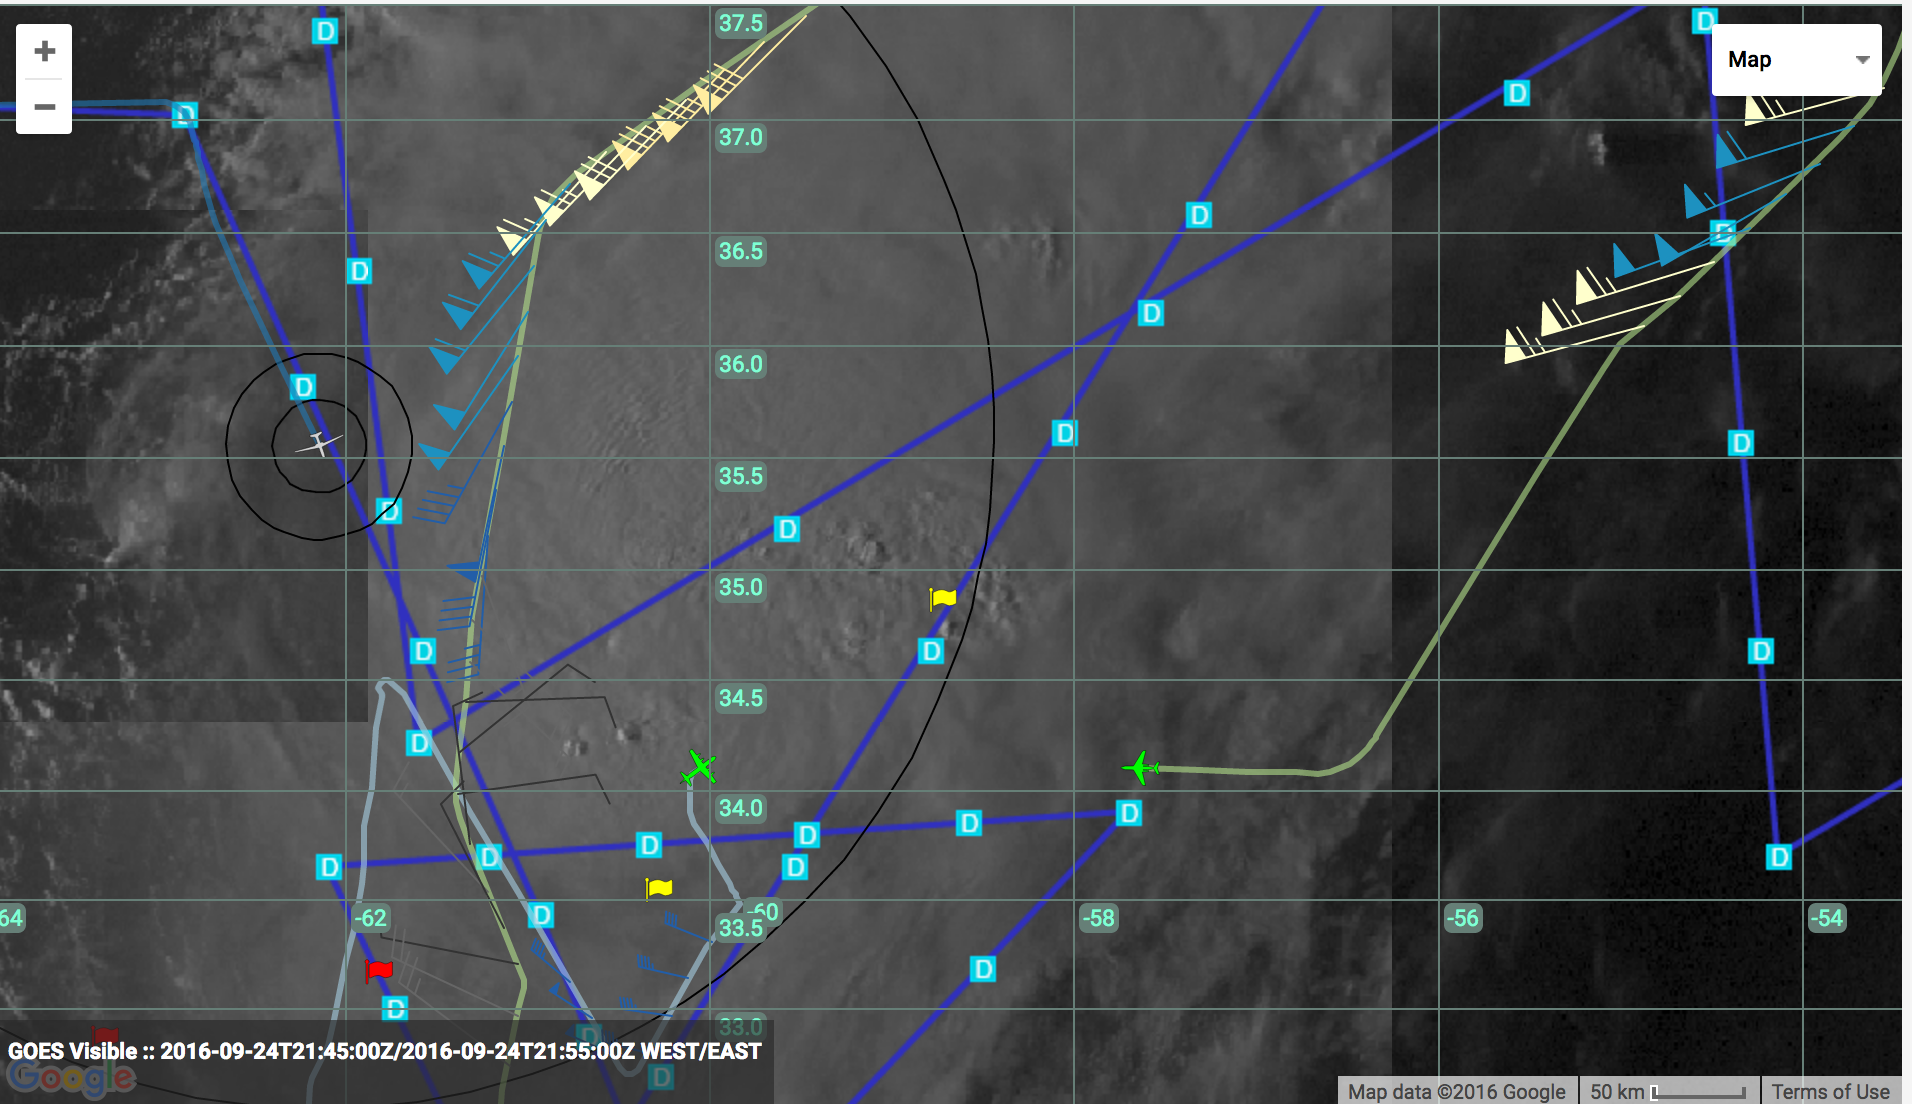 D
D
37.5
Map
+
−
D
D
37.0
D
D
36.5
D
D
36.0
D
D
D
35.5
D
D
D
35.0
D
D
D
34.5
D
34.0
D
D
D
D
D
D
D
D
D
64
-62
D
-60
33.5
-58
-56
-54
D
D
33.0
D
GOES Visible :: 2016-09-24T21:45:00Z/2016-09-24T21:55:00Z WEST/EAST
Google
D
Map data ©2016 Google
50 km
Terms of Use